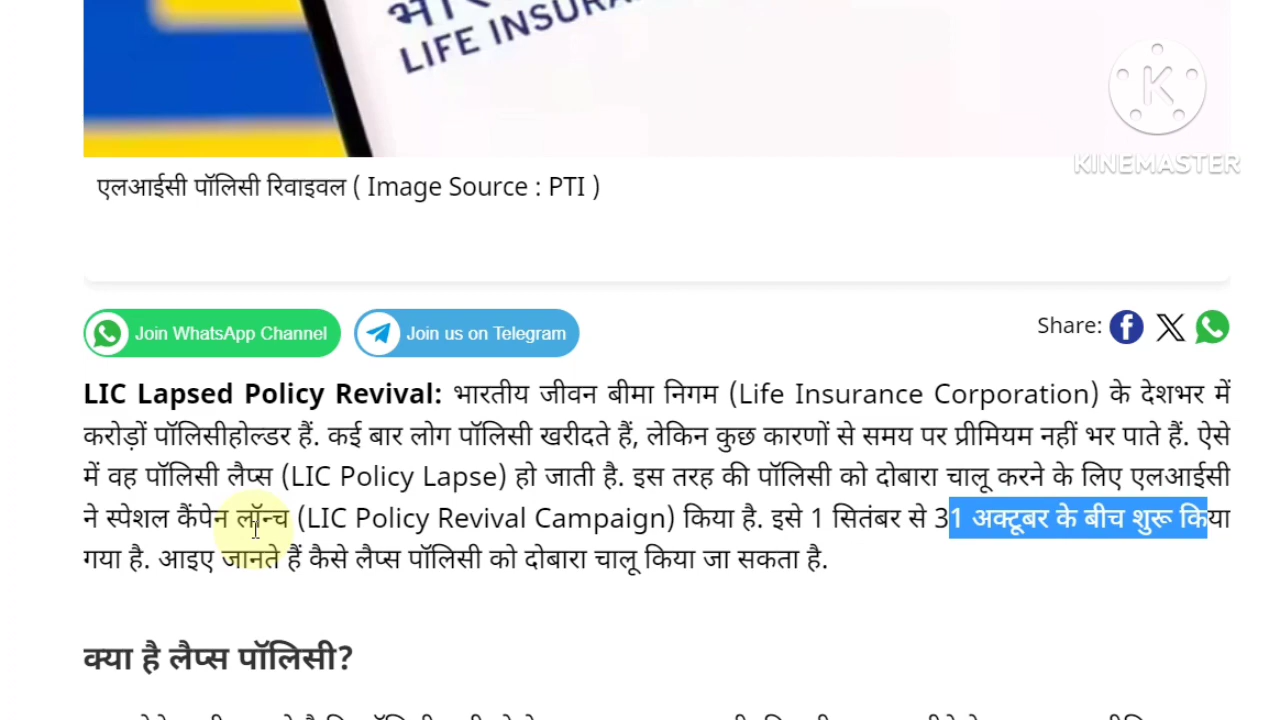 LIFE INSURA
KINEMASTER
एलआईसी पॉलिसी रिवाइवल ( Image Source : PTI )
Join WhatsApp Channel
Join us on Telegram
Share:
LIC Lapsed Policy Revival: भारतीय जीवन बीमा निगम (Life Insurance Corporation) के देशभर में
करोड़ों पॉलिसीहोल्डर हैं. कई बार लोग पॉलिसी खरीदते हैं, लेकिन कुछ कारणों से समय पर प्रीमियम नहीं भर पाते हैं. ऐसे
में वह पॉलिसी लैप्स (LIC Policy Lapse) हो जाती है. इस तरह की पॉलिसी को दोबारा चालू करने के लिए एलआईसी
ने स्पेशल कैंपेन लॉन्च (LIC Policy Revival Campaign) किया है. इसे 1 सितंबर से 31 अक्टूबर के बीच शुरू किया
गया है. आइए जानते हैं कैसे लैप्स पॉलिसी को दोबारा चालू किया जा सकता है.
क्या है लैप्स पॉलिसी?